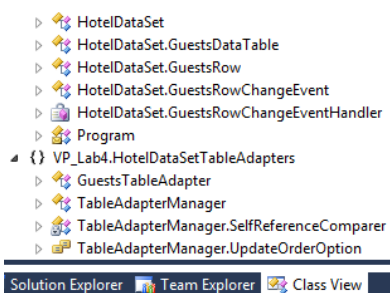 HotelDataSet
HotelDataSet.GuestsDataTable
HotelDataSet.GuestsRow
HotelDataSet.GuestsRowChangeEvent
HotelDataSet.GuestsRowChangeEventHandler
Program
{} VP_Lab4.HotelDataSetTableAdapters
GuestsTableAdapter
TableAdapterManager
TableAdapterManager.SelfReferenceComparer
TableAdapterManager.UpdateOrderOption
Solution Explorer Team Explorer Class View